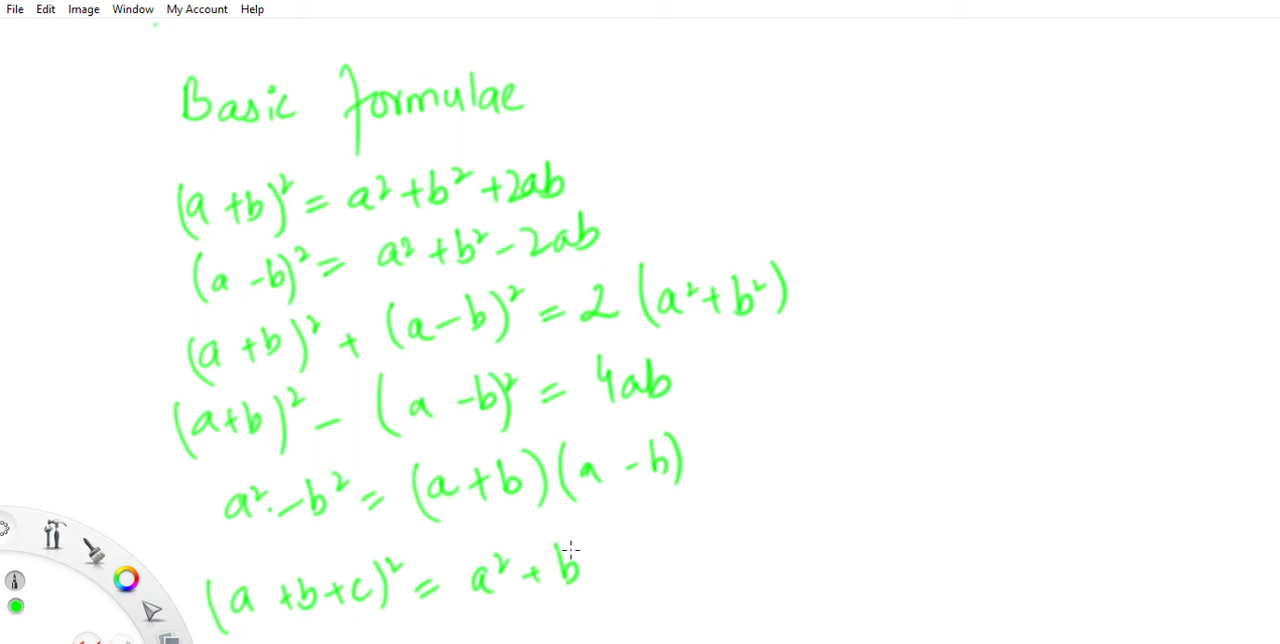 File Edit Image Window My Account Help
Basic formulae
(a+b)² = a²+b²+2ab
(a-b)² = a²+b²-2ab
(a+b)² + (a-b)² = 2(a²+b²)
(a+b)² - (a-b)² = 4ab
a²-b² = (a+b)(a-b)
(a+b+c)² = a²+b